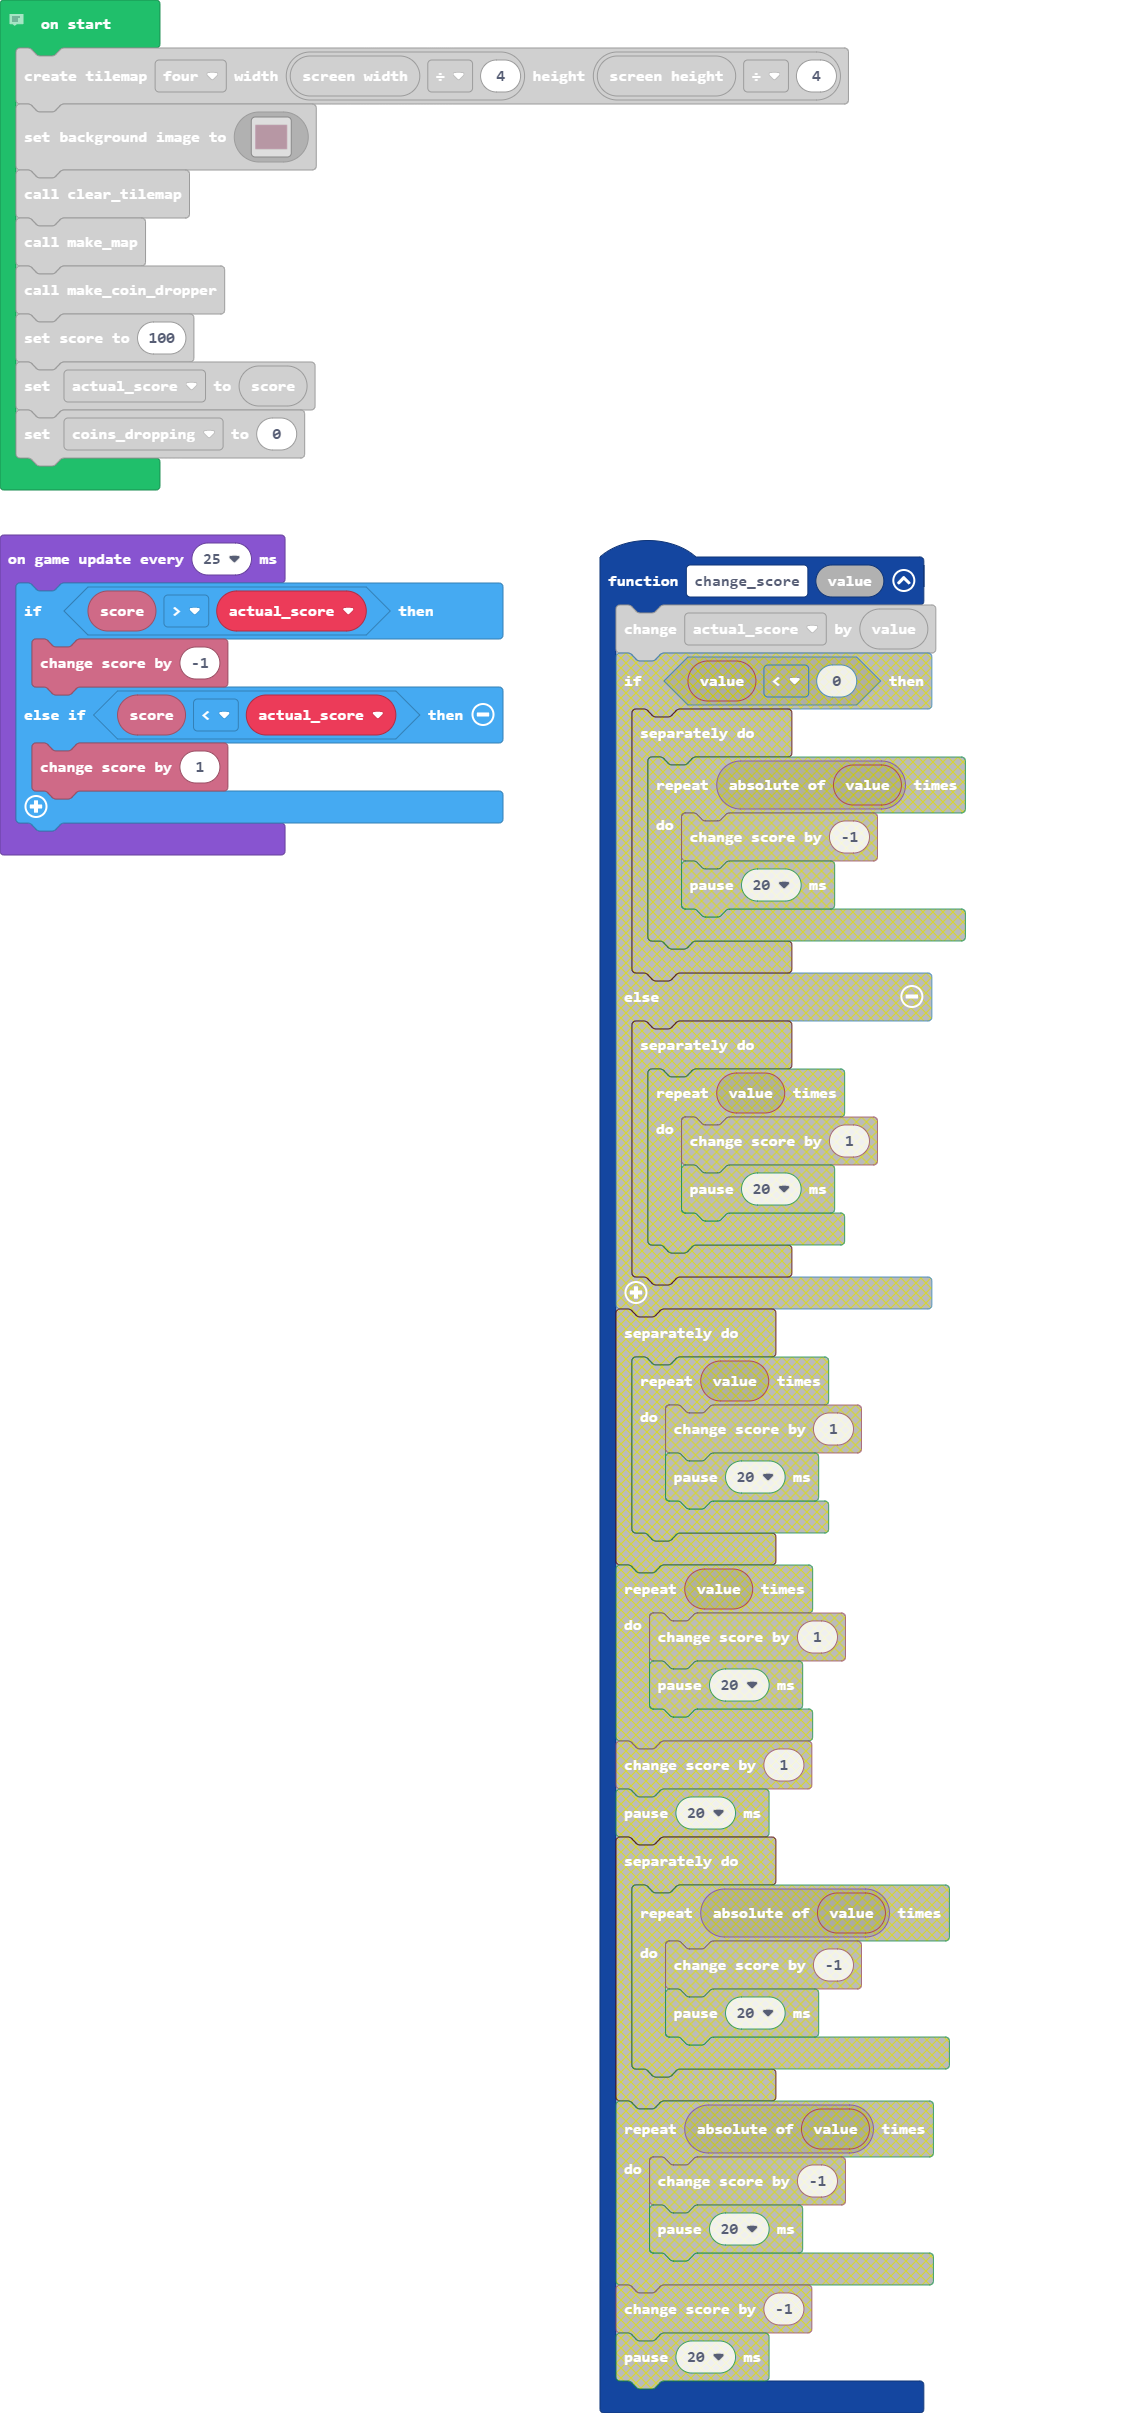 on start
create tilemap four width screen width ÷ 4 height screen height ÷ 4
set background image to
call clear_tilemap
call make_map
call make_coin_dropper
set score to 100
set actual_score to score
set coins_dropping to 0
on game update every 25 ms
if score > actual_score then
change score by -1
else if score < actual_score then
change score by 1
function change_score value
change actual_score by value
if value < 0 then
separately do
repeat absolute of value times
do
change score by -1
pause 20 ms
else
separately do
repeat value times
do
change score by 1
pause 20 ms
separately do
repeat value times
do
change score by 1
pause 20 ms
repeat value times
do
change score by 1
pause 20 ms
change score by 1
pause 20 ms
separately do
repeat absolute of value times
do
change score by -1
pause 20 ms
repeat absolute of value times
do
change score by -1
pause 20 ms
change score by -1
pause 20 ms